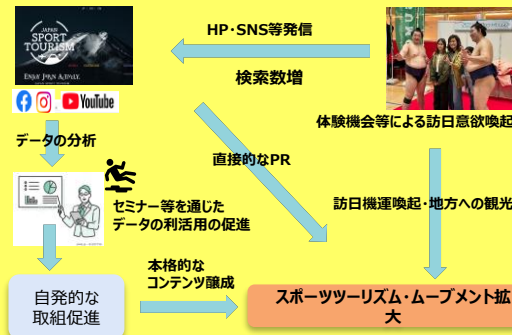 JAPAN
SPORT
TOURISM
HP・SNS等発信
検索数増
YouTube
体験機会等による訪日意欲喚起
データの分析
直接的なPR
セミナー等を通じた
データの利活用の促進
訪日機運喚起・地方への観光
本格的な
コンテンツ醸成
自発的な
取組促進
スポーツツーリズム・ムーブメント拡
大